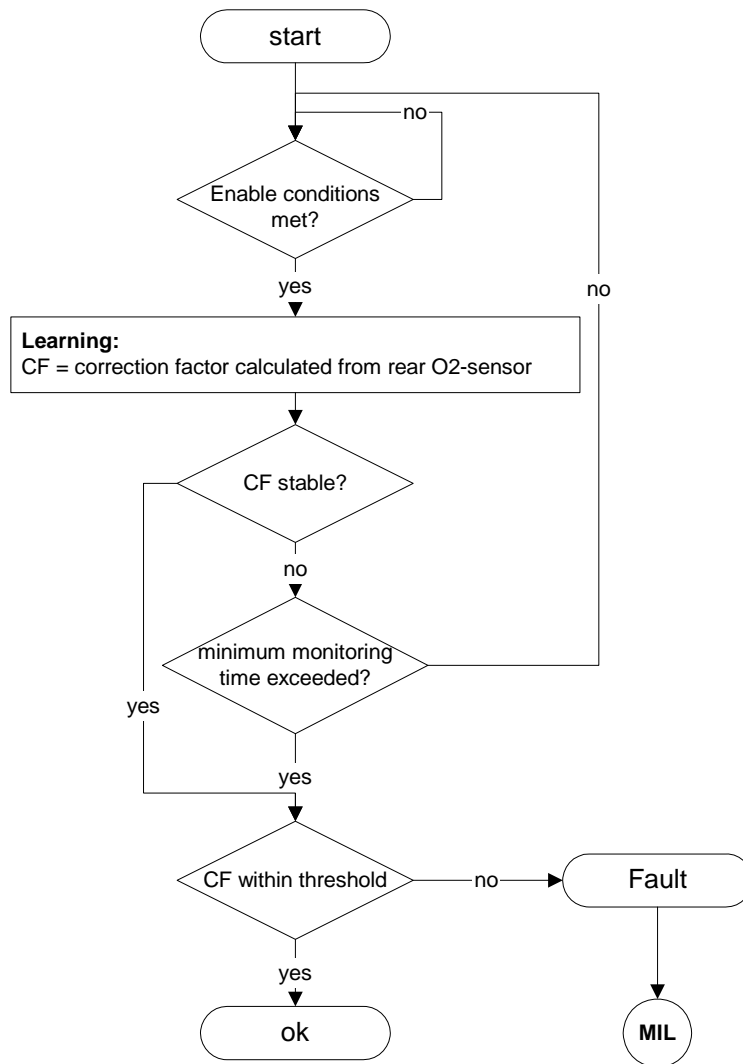 start
no
Enable conditions
met?
yes
no
Learning:
CF = correction factor calculated from rear O2-sensor
CF stable?
no
minimum monitoring
time exceeded?
yes
yes
CF within threshold
no
Fault
yes
ok
MIL